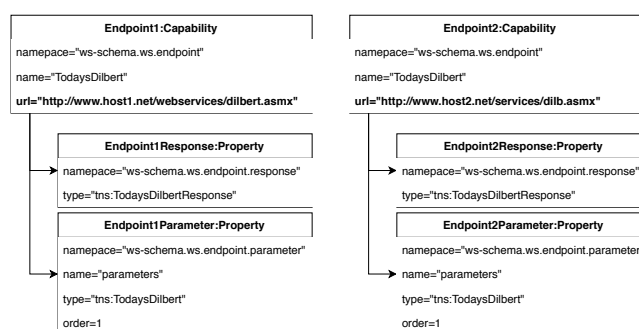 Endpoint1:Capability
namepace="ws-schema.ws.endpoint"
name="TodaysDilbert"
url="http://www.host1.net/webservices/dilbert.asmx"
Endpoint1Response:Property
namepace="ws-schema.ws.endpoint.response"
type="tns:TodaysDilbertResponse"
Endpoint1Parameter:Property
namepace="ws-schema.ws.endpoint.parameter"
name="parameters"
type="tns:TodaysDilbert"
order=1
Endpoint2:Capability
namepace="ws-schema.ws.endpoint"
name="TodaysDilbert"
url="http://www.host2.net/services/dilb.asmx"
Endpoint2Response:Property
namepace="ws-schema.ws.endpoint.response"
type="tns:TodaysDilbertResponse"
Endpoint2Parameter:Property
namepace="ws-schema.ws.endpoint.parameter
name="parameters"
type="tns:TodaysDilbert"
order=1